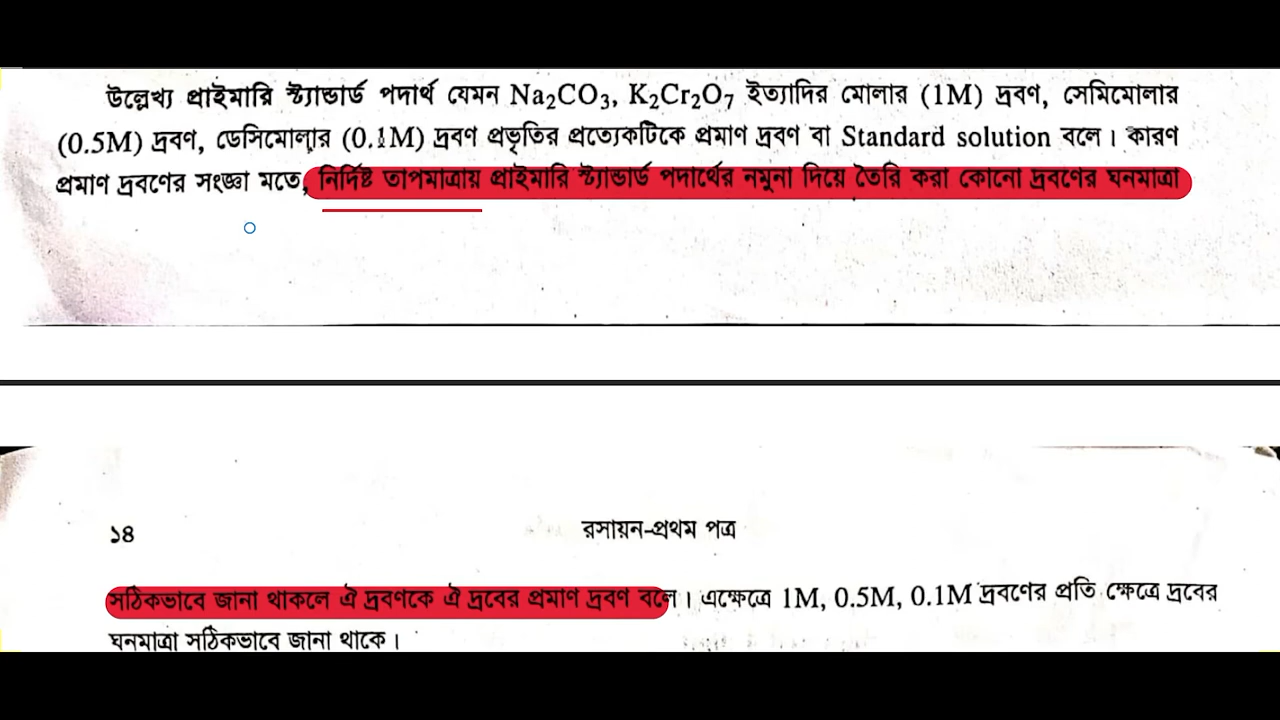 উল্লেখ্য প্রাইমারি স্ট্যান্ডার্ড পদার্থ যেমন Na₂CO₃, K₂Cr₂O₇ ইত্যাদির মোলার (1M) দ্রবণ, সেমিমোলার
(0.5M) দ্রবণ, ডেসিমোলার (0.1M) দ্রবণ প্রভৃতির প্রত্যেকটিকে প্রমাণ দ্রবণ বা Standard solution বলে। কারণ
প্রমাণ দ্রবণের সংজ্ঞা মতে, নির্দিষ্ট তাপমাত্রায় প্রাইমারি স্ট্যান্ডার্ড পদার্থের নমুনা দিয়ে তৈরি করা কোনো দ্রবণের ঘনমাত্রা
১৪
রসায়ন-প্রথম পত্র
সঠিকভাবে জানা থাকলে ঐ দ্রবণকে ঐ দ্রবের প্রমাণ দ্রবণ বলে। এক্ষেত্রে 1M, 0.5M, 0.1M দ্রবণের প্রতি ক্ষেত্রে দ্রবের
ঘনমাত্রা সঠিকভাবে জানা থাকে।